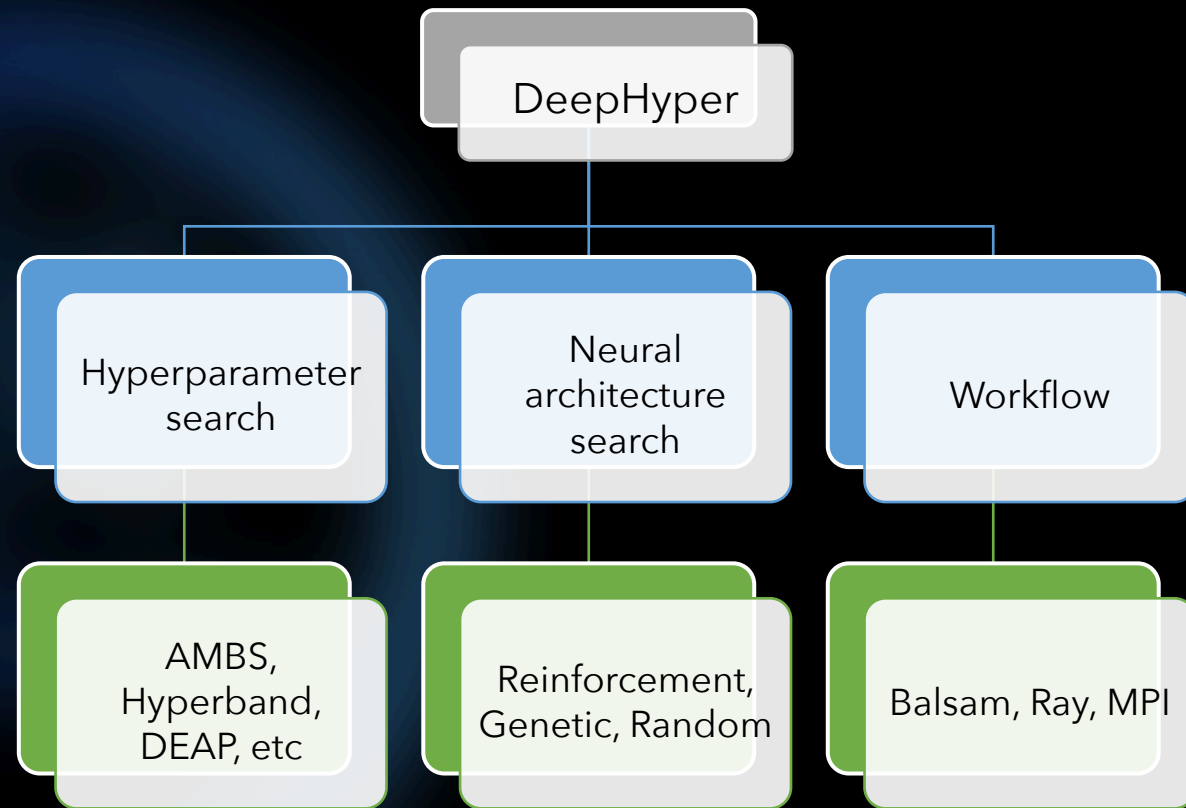 DeepHyper
Hyperparameter
search
Neural
architecture
search
Workflow
AMBS,
Hyperband,
DEAP, etc
Reinforcement,
Genetic, Random
Balsam, Ray, MPI